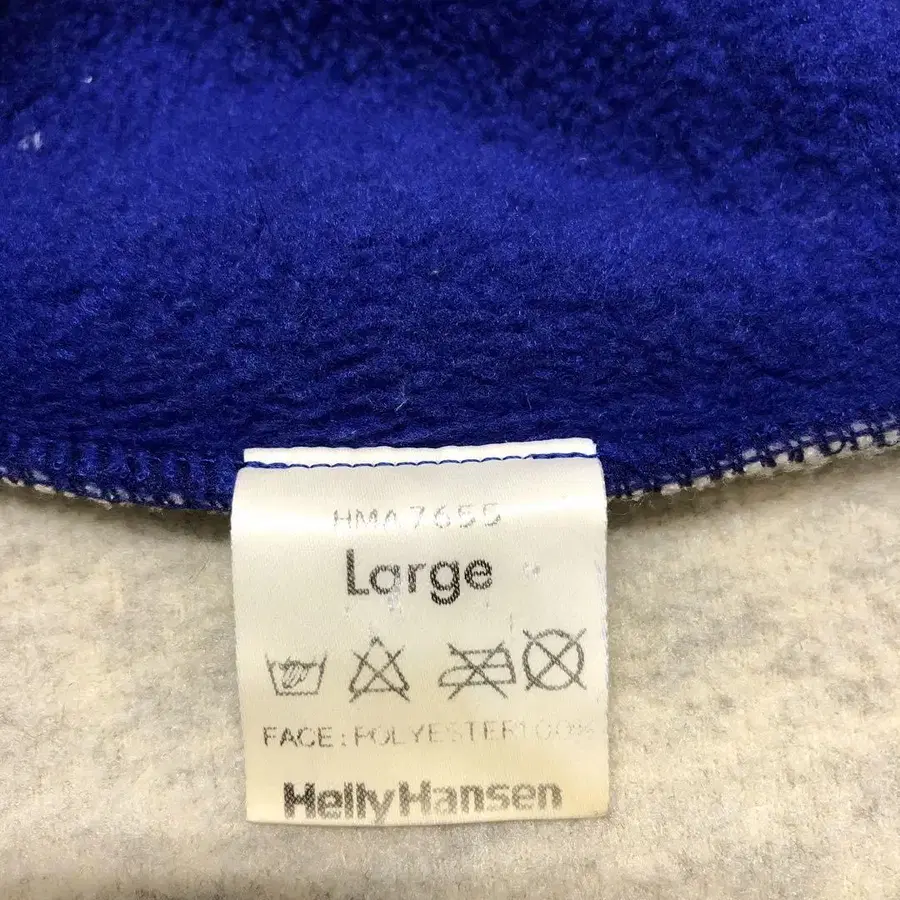 HMA7655
Large
FACE:POLYESTER100%
HellyHansen